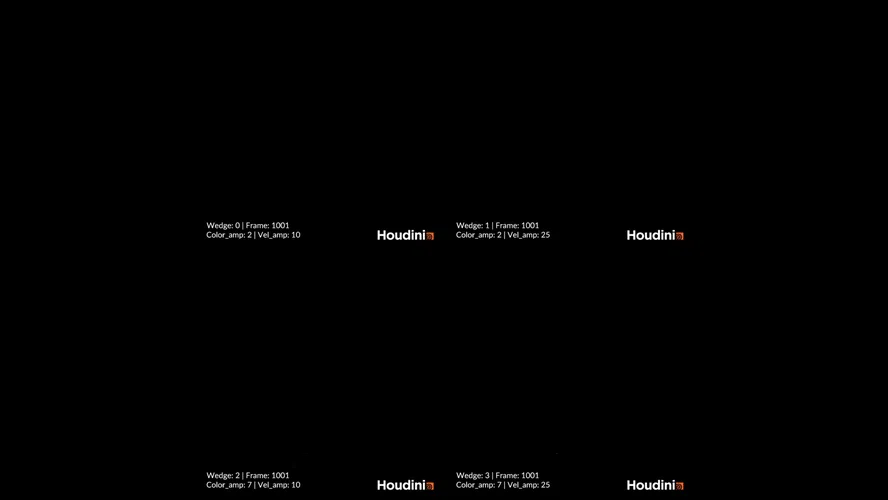 Wedge: 0 | Frame: 1001
Color_amp: 2 | Vel_amp: 10
Houdini
Wedge: 1 | Frame: 1001
Color_amp: 2 | Vel_amp: 25
Houdini
Wedge: 2 | Frame: 1001
Color_amp: 7 | Vel_amp: 10
Houdini
Wedge: 3 | Frame: 1001
Color_amp: 7 | Vel_amp: 25
Houdini